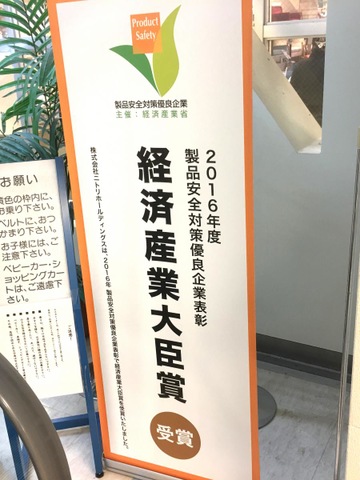 Product
Safety
製品安全対策優良企業
主催：経済産業省
2016年度
製品安全対策優良企業表彰
経済産業大臣賞
受賞
株式会社ニトリホールディングスは、2016年 製品安全対策優良企業表彰で経済産業大臣賞を受賞いたしました。
お願い
黄色の枠内に、
お乗り下さい。
ベルトに、おつ
かまり下さい。
お子様には、ご
注意下さい。
ベビーカー・シ
ョッピングカー
トは、ご遠慮下
さい。